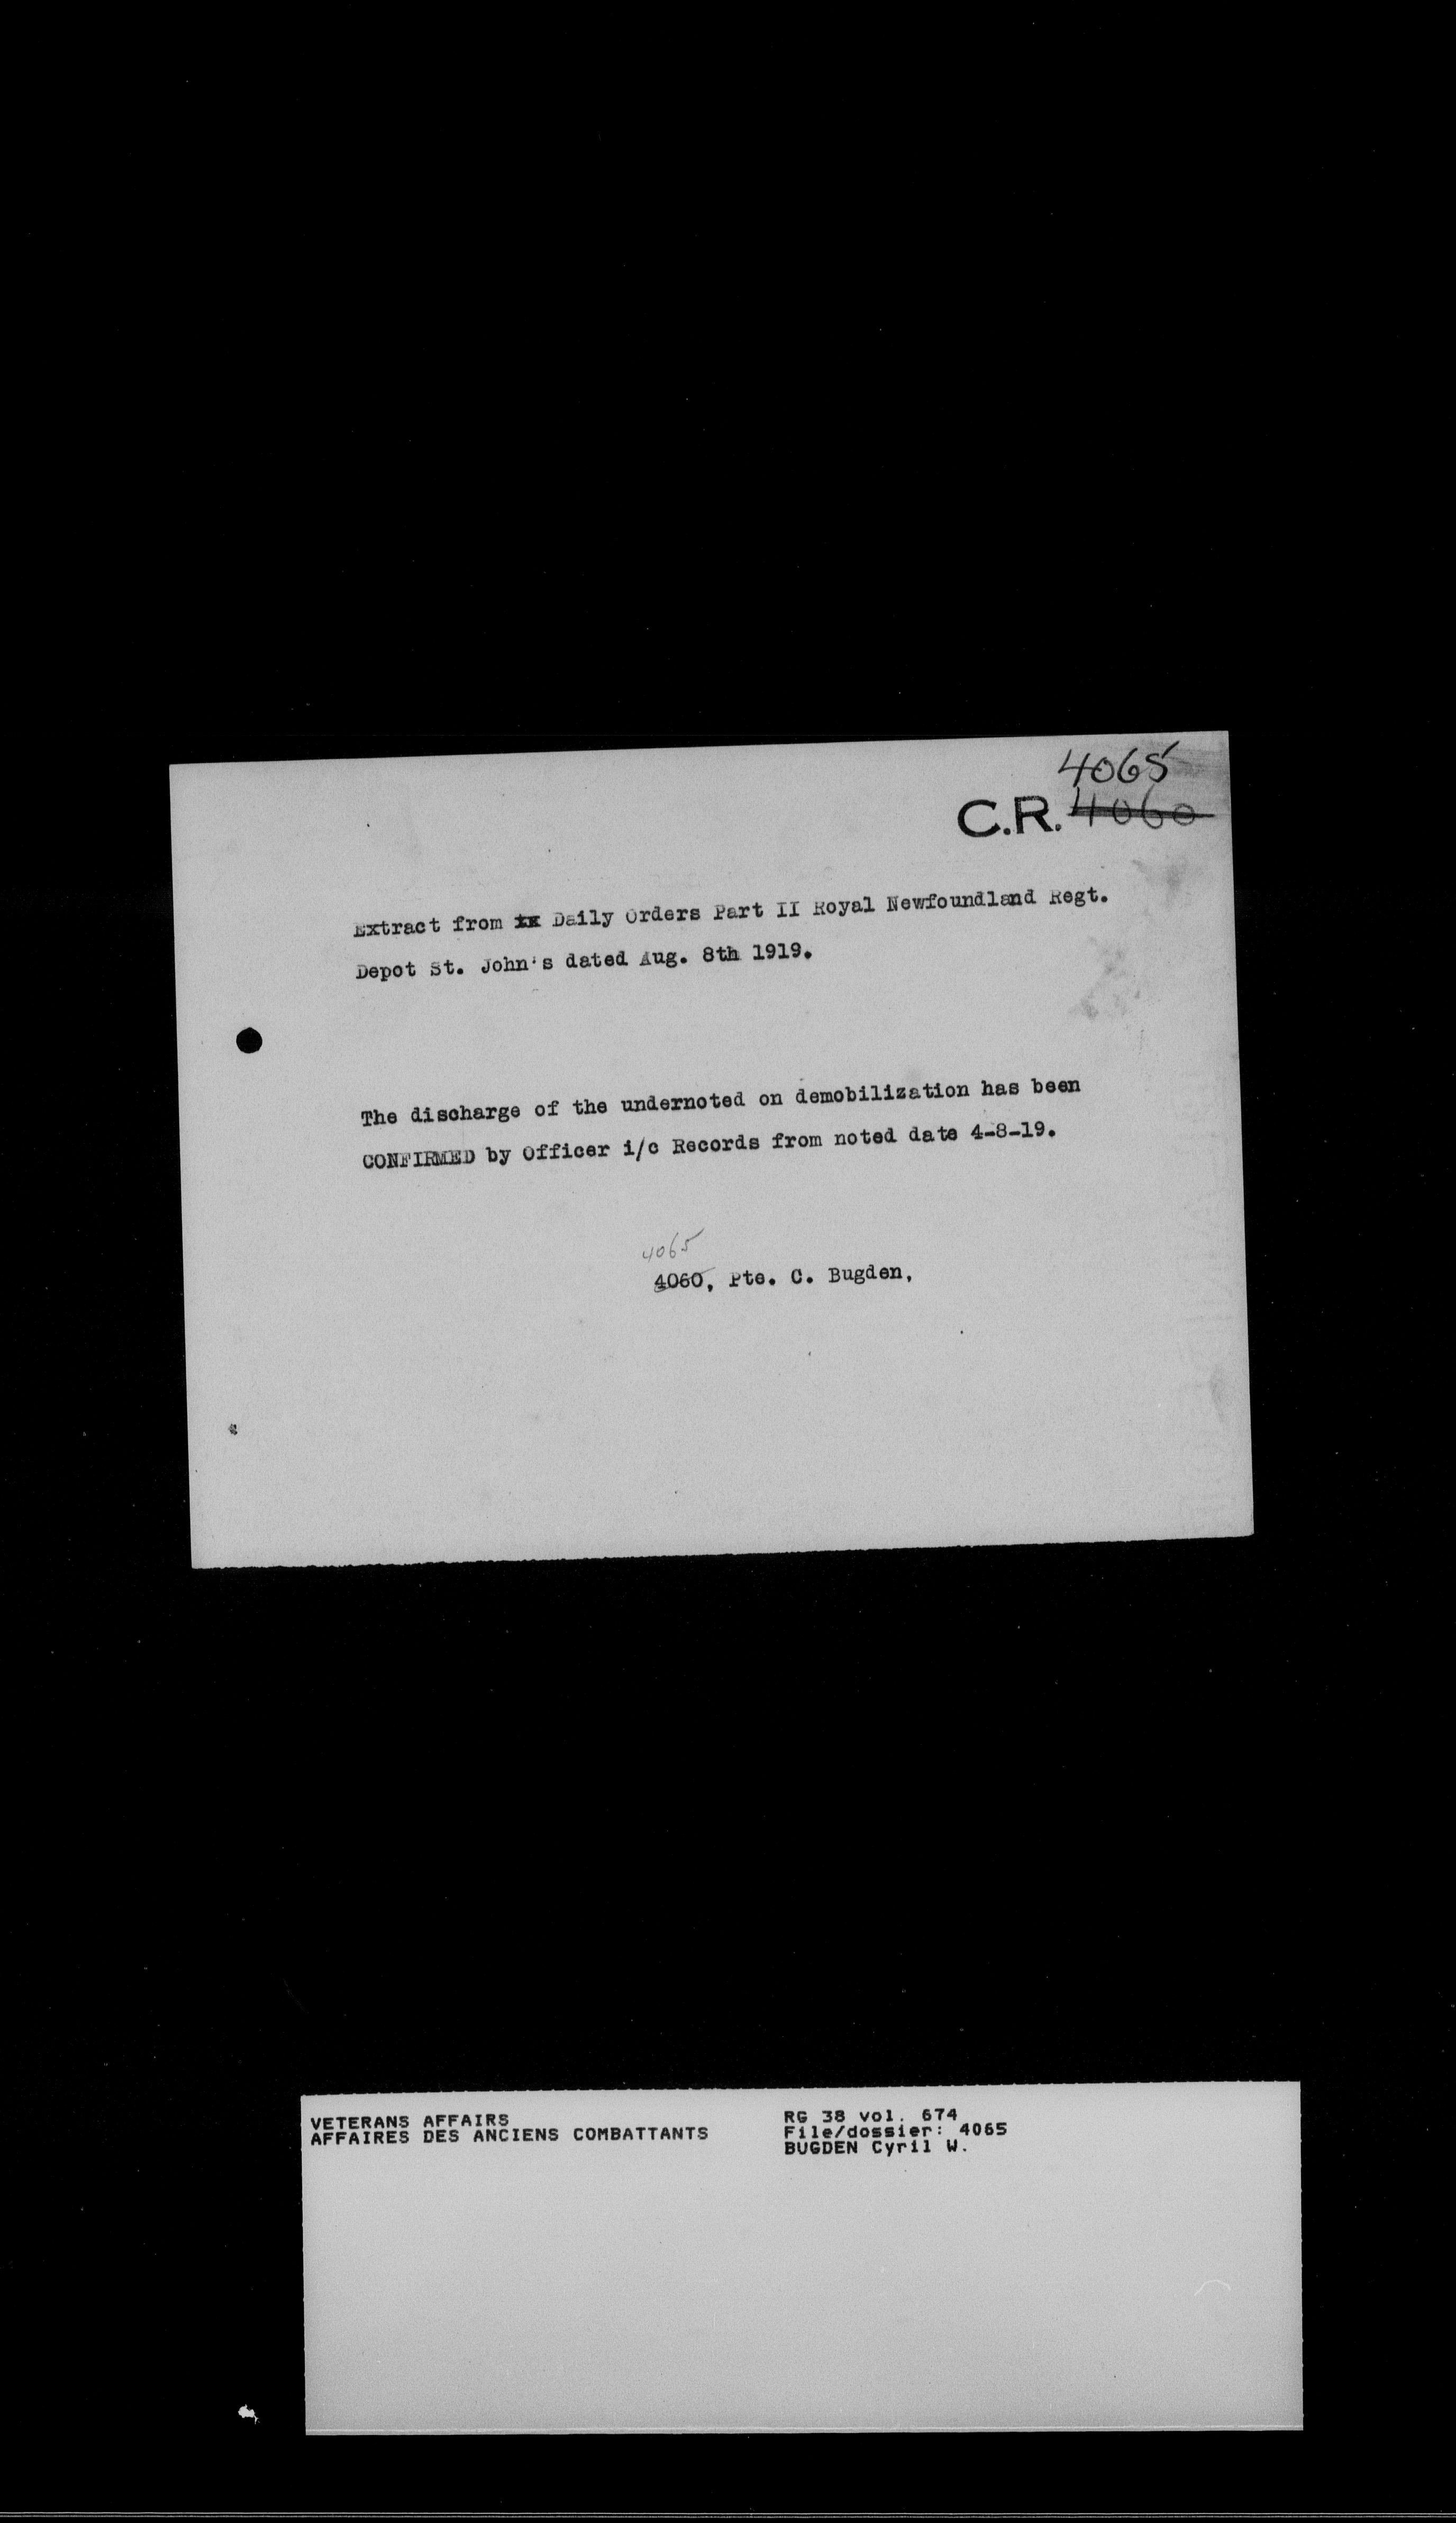 4065
C.R. 4060
Extract from xx Daily Orders Part II Royal Newfoundland Regt.
Depot St. John's dated Aug. 8th 1919.
The discharge of the undernoted on demobilization has been
CONFIRMED by Officer i/c Records from noted date 4-8-19.
4065
4060, Pte. C. Bugden,
VETERANS AFFAIRS
AFFAIRES DES ANCIENS COMBATTANTS
RG 38 vol. 674
File/dossier: 4065
BUGDEN Cyril W.